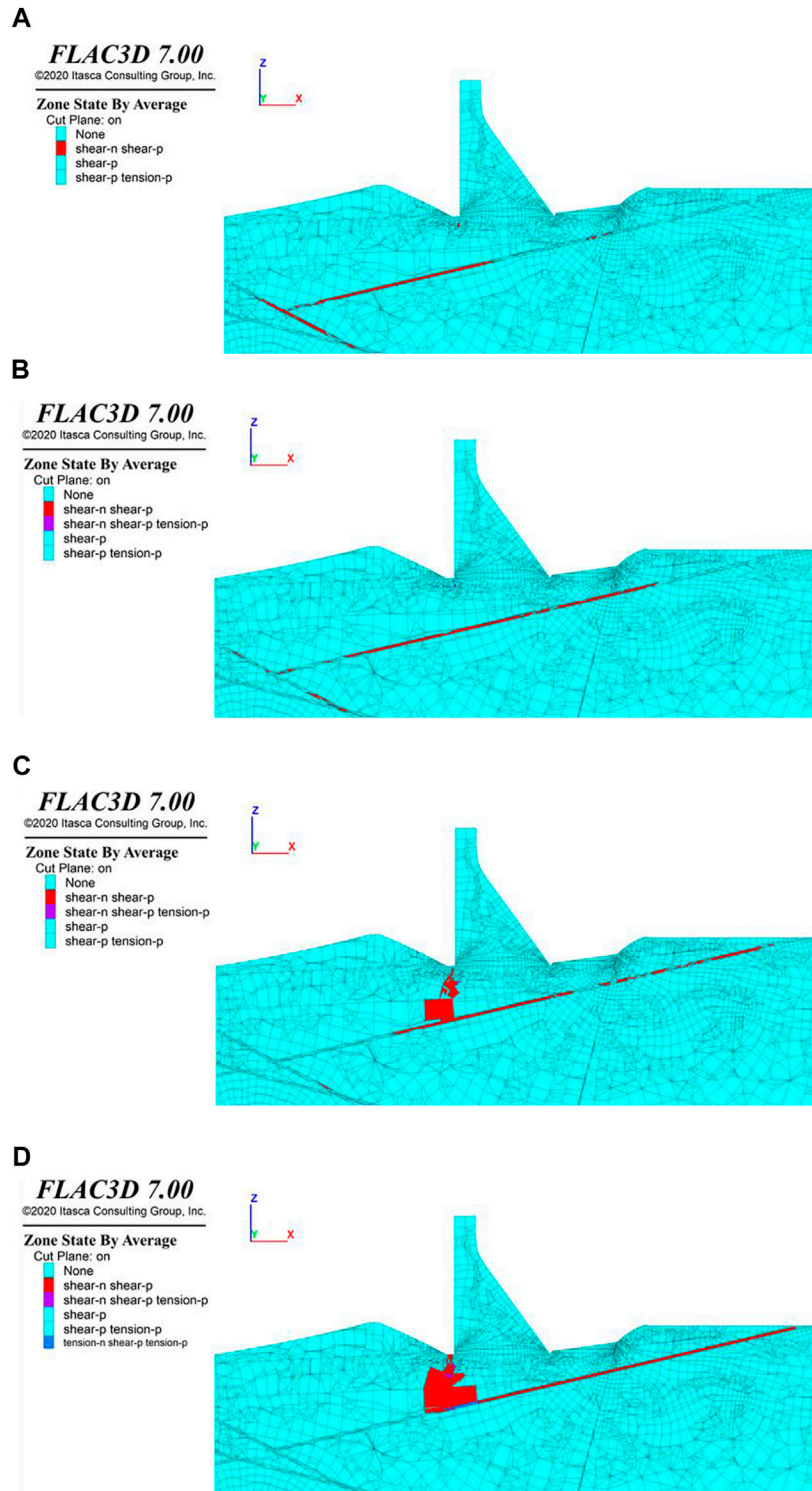 A
FLAC3D 7.00
©2020 Itasca Consulting Group, Inc.
Zone State By Average
Cut Plane: on
None
shear-n shear-p
shear-p
shear-p tension-p
Z
Y
X
B
FLAC3D 7.00
©2020 Itasca Consulting Group, Inc.
Zone State By Average
Cut Plane: on
None
shear-n shear-p
shear-n shear-p tension-p
shear-p
shear-p tension-p
Z
Y
X
C
FLAC3D 7.00
©2020 Itasca Consulting Group, Inc.
Zone State By Average
Cut Plane: on
None
shear-n shear-p
shear-n shear-p tension-p
shear-p
shear-p tension-p
Z
Y
X
D
FLAC3D 7.00
©2020 Itasca Consulting Group, Inc.
Zone State By Average
Cut Plane: on
None
shear-n shear-p
shear-n shear-p tension-p
shear-p
shear-p tension-p
tension-n shear-p tension-p
Z
Y
X